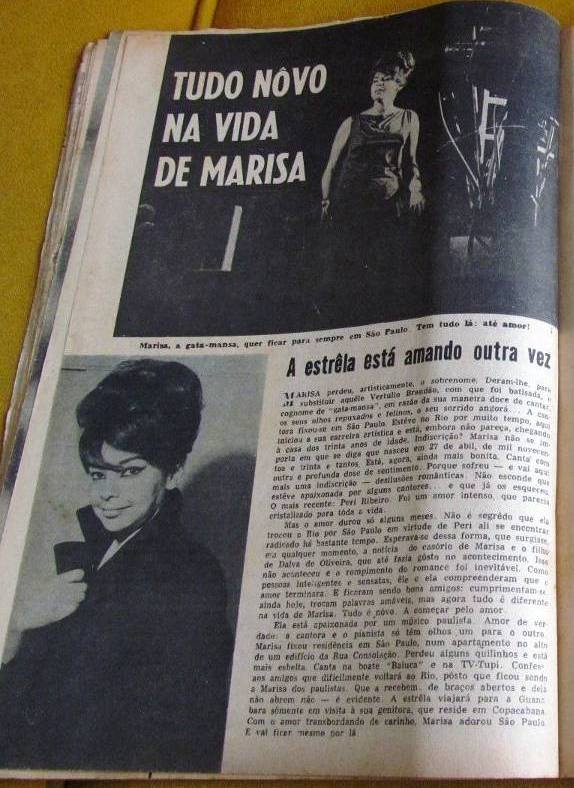 TUDO NÔVO
NA VIDA
DE MARISA
Marisa, a gata-mansa, quer ficar para sempre em São Paulo. Tem tudo lá: até amor!
A estrêla está amando outra vez
MARISA perdeu, artisticamente, o sobrenome. Deram-lhe, para
substituir aquêle Vertullo Brandão, com que foi batisada, o
cognome de "gata-mansa", em razão da sua maneira doce de cantar,
os seus olhos repuxados e felinos, o seu sorriso angorá... A can-
tora fixou-se em São Paulo. Estêve no Rio por muito tempo, aqui
iniciou a sua carreira artística e está, embora não pareça, chegando
à casa dos trinta anos de idade. Indiscrição? Marisa não se im-
porta em que se diga que nasceu em 27 de abril, de mil novecen-
tos e trinta e tantos. Está, agora, ainda mais bonita. Canta com
outra e profunda dose de sentimento. Porque sofreu — e vai aqui
mais uma indiscrição — desilusões românticas. Não esconde que
estêve apaixonada por alguns cantores... e que já os esqueceu.
O mais recente: Peri Ribeiro. Foi um amor intenso, que parecia
cristalizado para tôda a vida.
Mas o amor durou só alguns meses. Não é segrêdo que ela
trocou o Rio por São Paulo em virtude de Peri ali se encontrar
radicado há bastante tempo. Esperava-se dessa forma, que surgisse,
a qualquer momento, a notícia do casório de Marisa e o filho
de Dalva de Oliveira, que até fazia gôsto no acontecimento. Isso
não aconteceu e o rompimento do romance foi inevitável. Como
pessoas inteligentes e sensatas, êle e ela compreenderam que o
amor terminara. E ficaram sendo bons amigos: cumprimentam-se,
ainda hoje, trocam palavras amáveis, mas agora tudo é diferente
na vida de Marisa. Tudo é nôvo. A começar pelo amor.
Ela está apaixonada por um músico paulista. Amor de ver-
dade: a cantora e o pianista só têm olhos um para o outro.
Marisa fixou residência em São Paulo, num apartamento no alto
de um edifício da Rua Consolação. Perdeu alguns quilinhos e está
mais esbelta. Canta na boate "Baiuca" e na TV-Tupi. Confes-
aos amigos que dificilmente voltará ao Rio, pôsto que ficou sendo
a Marisa dos paulistas. Que a recebem, de braços abertos e dela
não abrem não — é evidente. A estrêla viajará para a Guana
bara sòmente em visita à sua genitora, que reside em Copacabana
Com o amor transbordando de carinho, Marisa adorou São Paulo
E vai ficar mesmo por lá